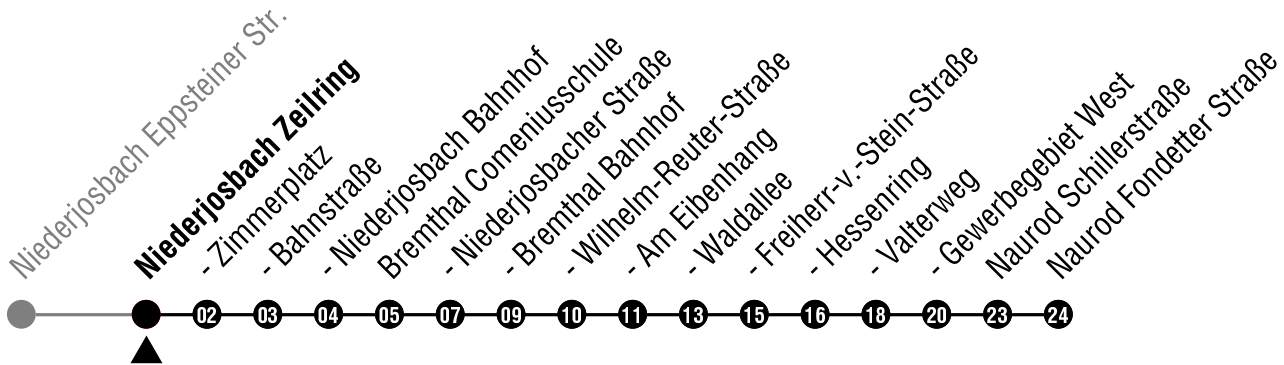 Niederjosbach Eppsteiner Str.
Niederjosbach Zeilring
- Zimmerplatz
- Bahnstraße
- Niederjosbach Bahnhof
Bremthal Comeniusschule
- Niederjosbacher Straße
- Bremthal Bahnhof
- Wilhelm-Reuter-Straße
- Am Eibenhang
- Waldallee
- Freiherr-v.-Stein-Straße
- Hessenring
- Valterweg
- Gewerbegebiet West
Naurod Schillerstraße
Naurod Fondetter Straße
02 03 04 05 07 09 10 11 13 15 16 18 20 23 24